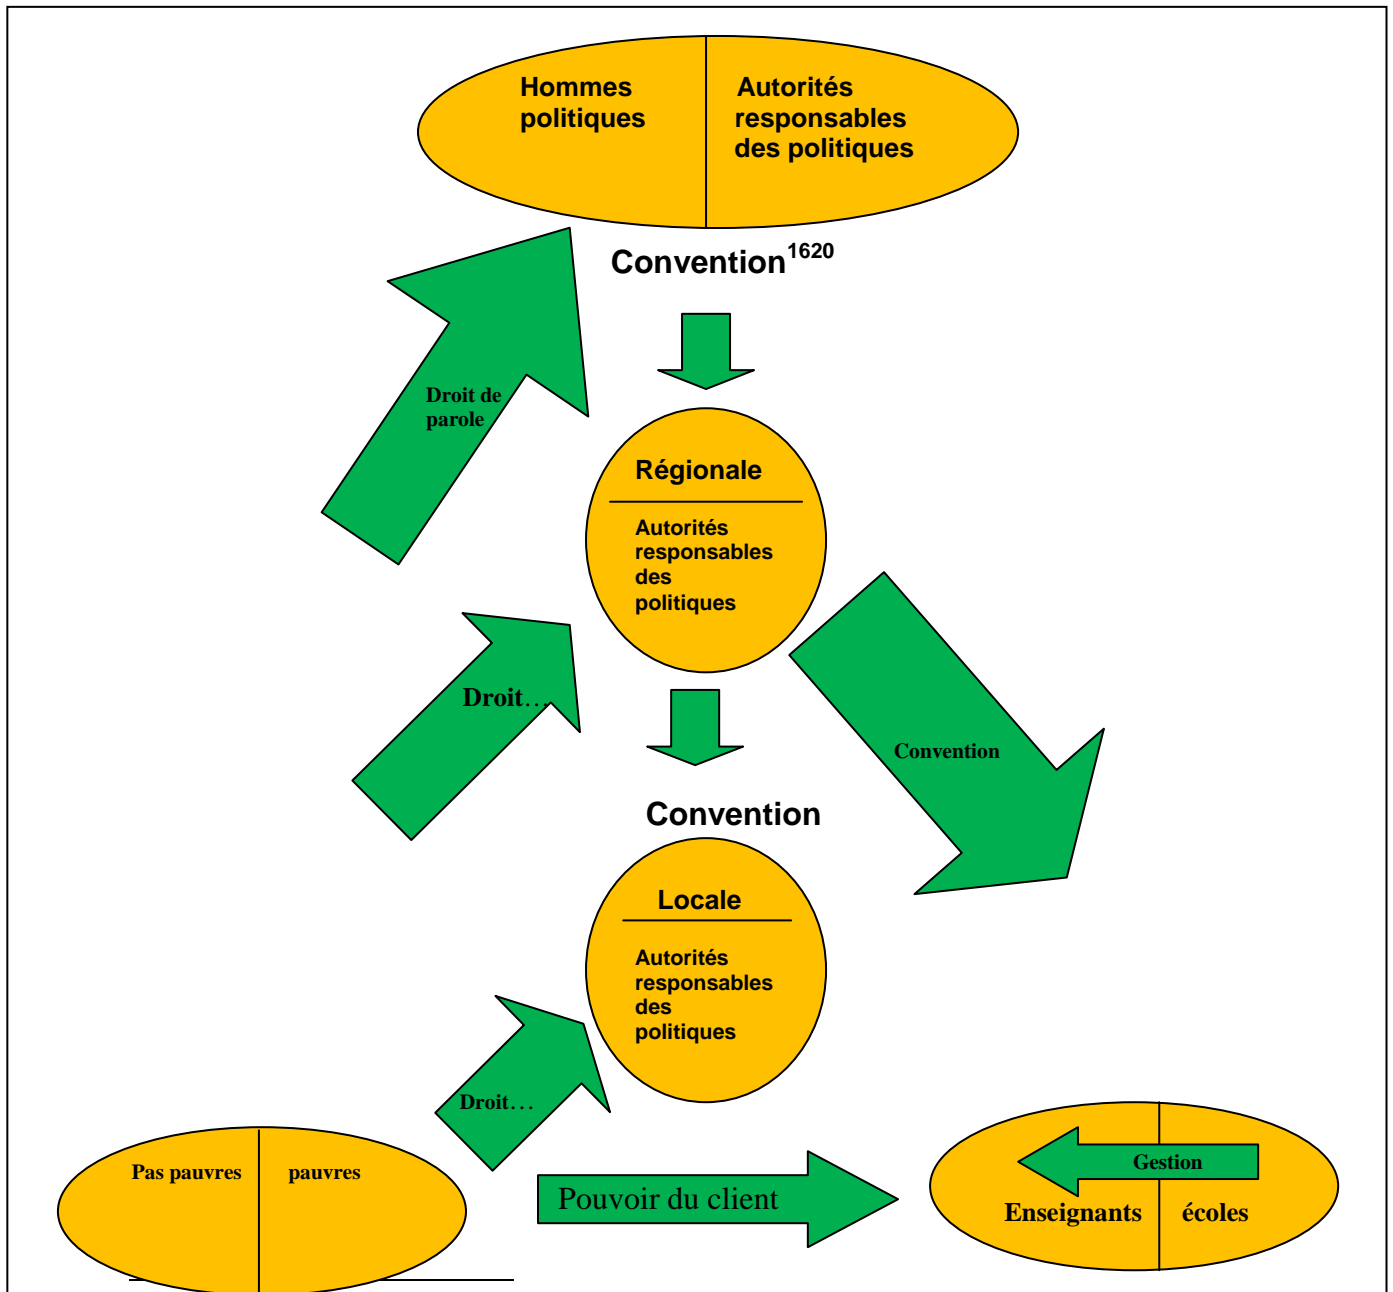 Hommes
politiques
Autorités
responsables
des politiques
Convention1620
Droit de
parole
Régionale
Autorités
responsables
des
politiques
Droit…
Convention
Convention
Locale
Autorités
responsables
des
politiques
Droit…
Pas pauvres
pauvres
Pouvoir du client
Gestion
Enseignants
écoles